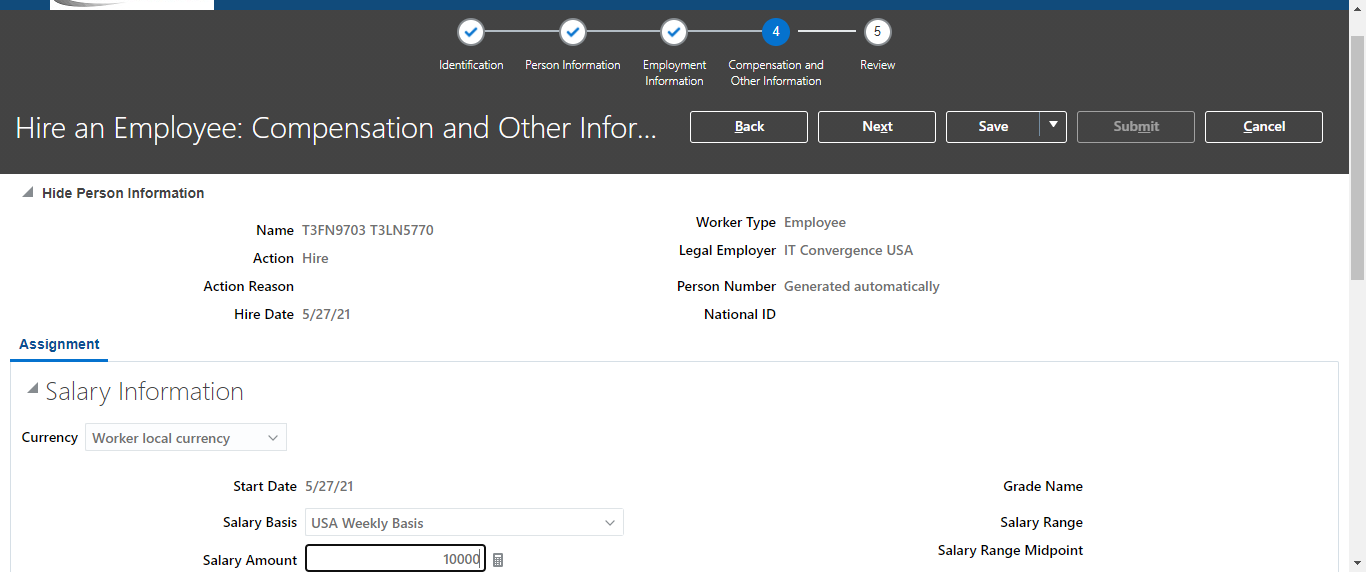 4
5
Identification
Person Information
Employment
Information
Compensation and
Other Information
Review
Hire an Employee: Compensation and Other Infor...
Back
Next
Save
Submit
Cancel
Hide Person Information
Name T3FN9703 T3LN5770
Action Hire
Action Reason
Hire Date 5/27/21
Worker Type Employee
Legal Employer IT Convergence USA
Person Number Generated automatically
National ID
Assignment
Salary Information
Currency Worker local currency
Start Date 5/27/21
Salary Basis USA Weekly Basis
Salary Amount 10000
Grade Name
Salary Range
Salary Range Midpoint